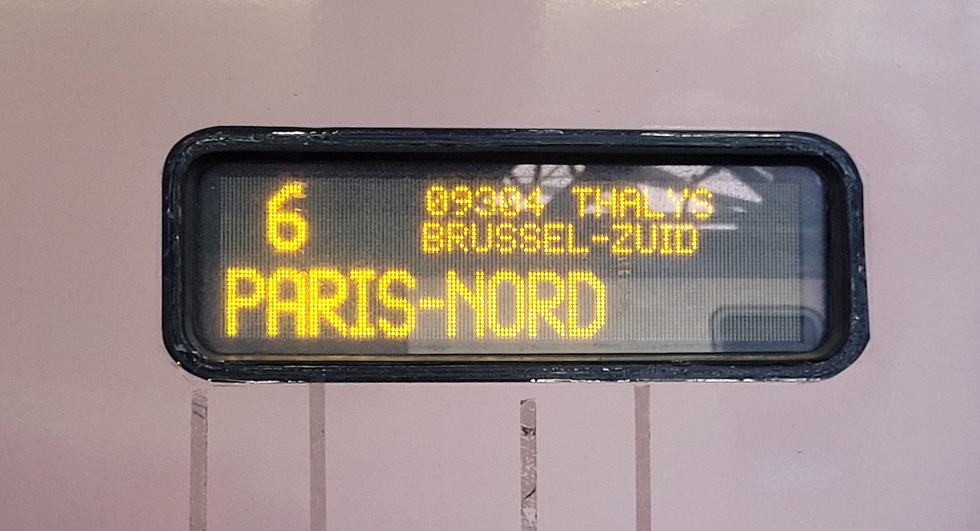 6 09304 THALYS
BRUSSEL-ZUID
PARIS-NORD